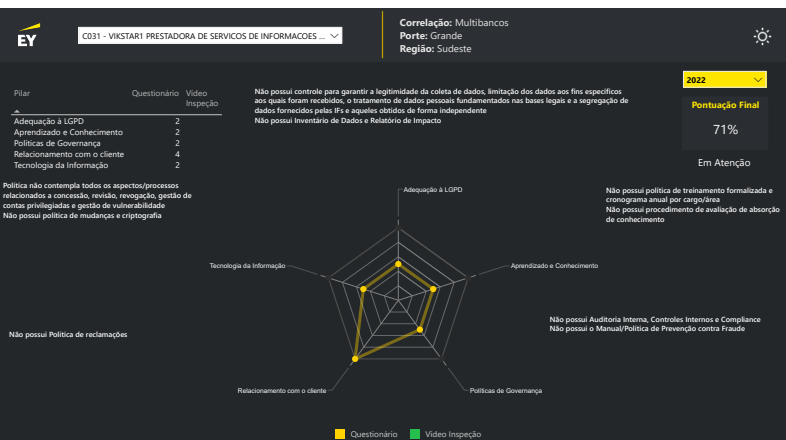 EY
C031 - VIKSTAR1 PRESTADORA DE SERVICOS DE INFORMACOES ...
Correlação: Multibancos
Porte: Grande
Região: Sudeste
2022
Pontuação Final
71%
Em Atenção
Pilar Questionário Vídeo Inspeção
Adequação à LGPD 2
Aprendizado e Conhecimento 2
Políticas de Governança 2
Relacionamento com o cliente 4
Tecnologia da Informação 2
Não possui controle para garantir a legitimidade da coleta de dados, limitação dos dados aos fins específicos
aos quais foram recebidos, o tratamento de dados pessoais fundamentados nas bases legais e a segregação de
dados fornecidos pelas IFs e aqueles obtidos de forma independente
Não possui Inventário de Dados e Relatório de Impacto
Política não contempla todos os aspectos/processos
relacionados a concessão, revisão, revogação, gestão de
contas privilegiadas e gestão de vulnerabilidade
Não possui política de mudanças e criptografia
Não possui política de treinamento formalizada e
cronograma anual por cargo/área
Não possui procedimento de avaliação de absorção
de conhecimento
Adequação à LGPD
Tecnologia da Informação
Aprendizado e Conhecimento
Não possui Auditoria Interna, Controles Internos e Compliance
Não possui o Manual/Política de Prevenção contra Fraude
Não possui Política de reclamações
Relacionamento com o cliente
Políticas de Governança
Questionário
Vídeo Inspeção